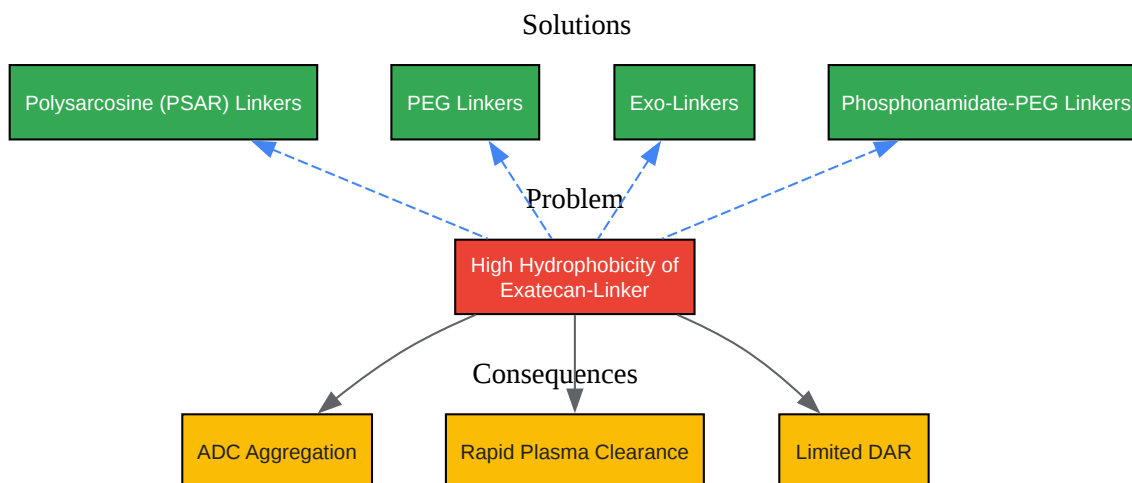 Solutions
Polysarcosine (PSAR) Linkers
PEG Linkers
Exo-Linkers
Phosphonamidate-PEG Linkers
Problem
High Hydrophobicity of
Exatecan-Linker
Consequences
ADC Aggregation
Rapid Plasma Clearance
Limited DAR